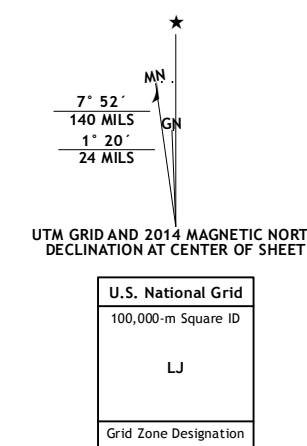 ★
MN
7° 52´
140 MILS
GN
1° 20´
24 MILS
UTM GRID AND 2014 MAGNETIC NORT
DECLINATION AT CENTER OF SHEET
U.S. National Grid
100,000-m Square ID
LJ
Grid Zone Designation